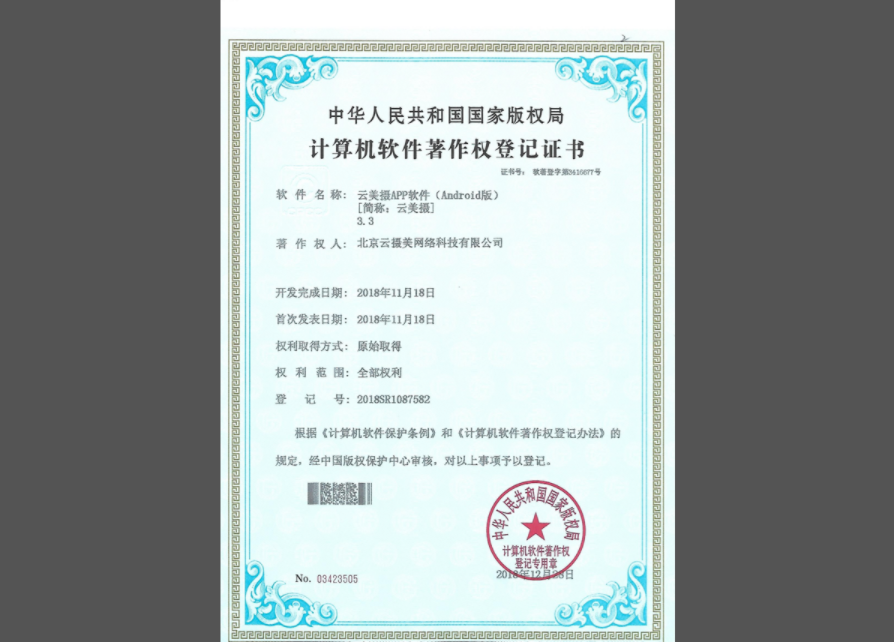 中华人民共和国国家版权局
计算机软件著作权登记证书
证书号： 软著登字第3416677号
软件名称： 云美摄APP软件（Android版）
[简称：云美摄]
3.3
著作权人： 北京云摄美网络科技有限公司
开发完成日期： 2018年11月18日
首次发表日期： 2018年11月18日
权利取得方式： 原始取得
权利范围： 全部权利
登记号： 2018SR1087582
根据《计算机软件保护条例》和《计算机软件著作权登记办法》的
规定，经中国版权保护中心审核，对以上事项予以登记。
中华人民共和国国家版权局
计算机软件著作权
登记专用章
No. 03423505
2018年12月28日